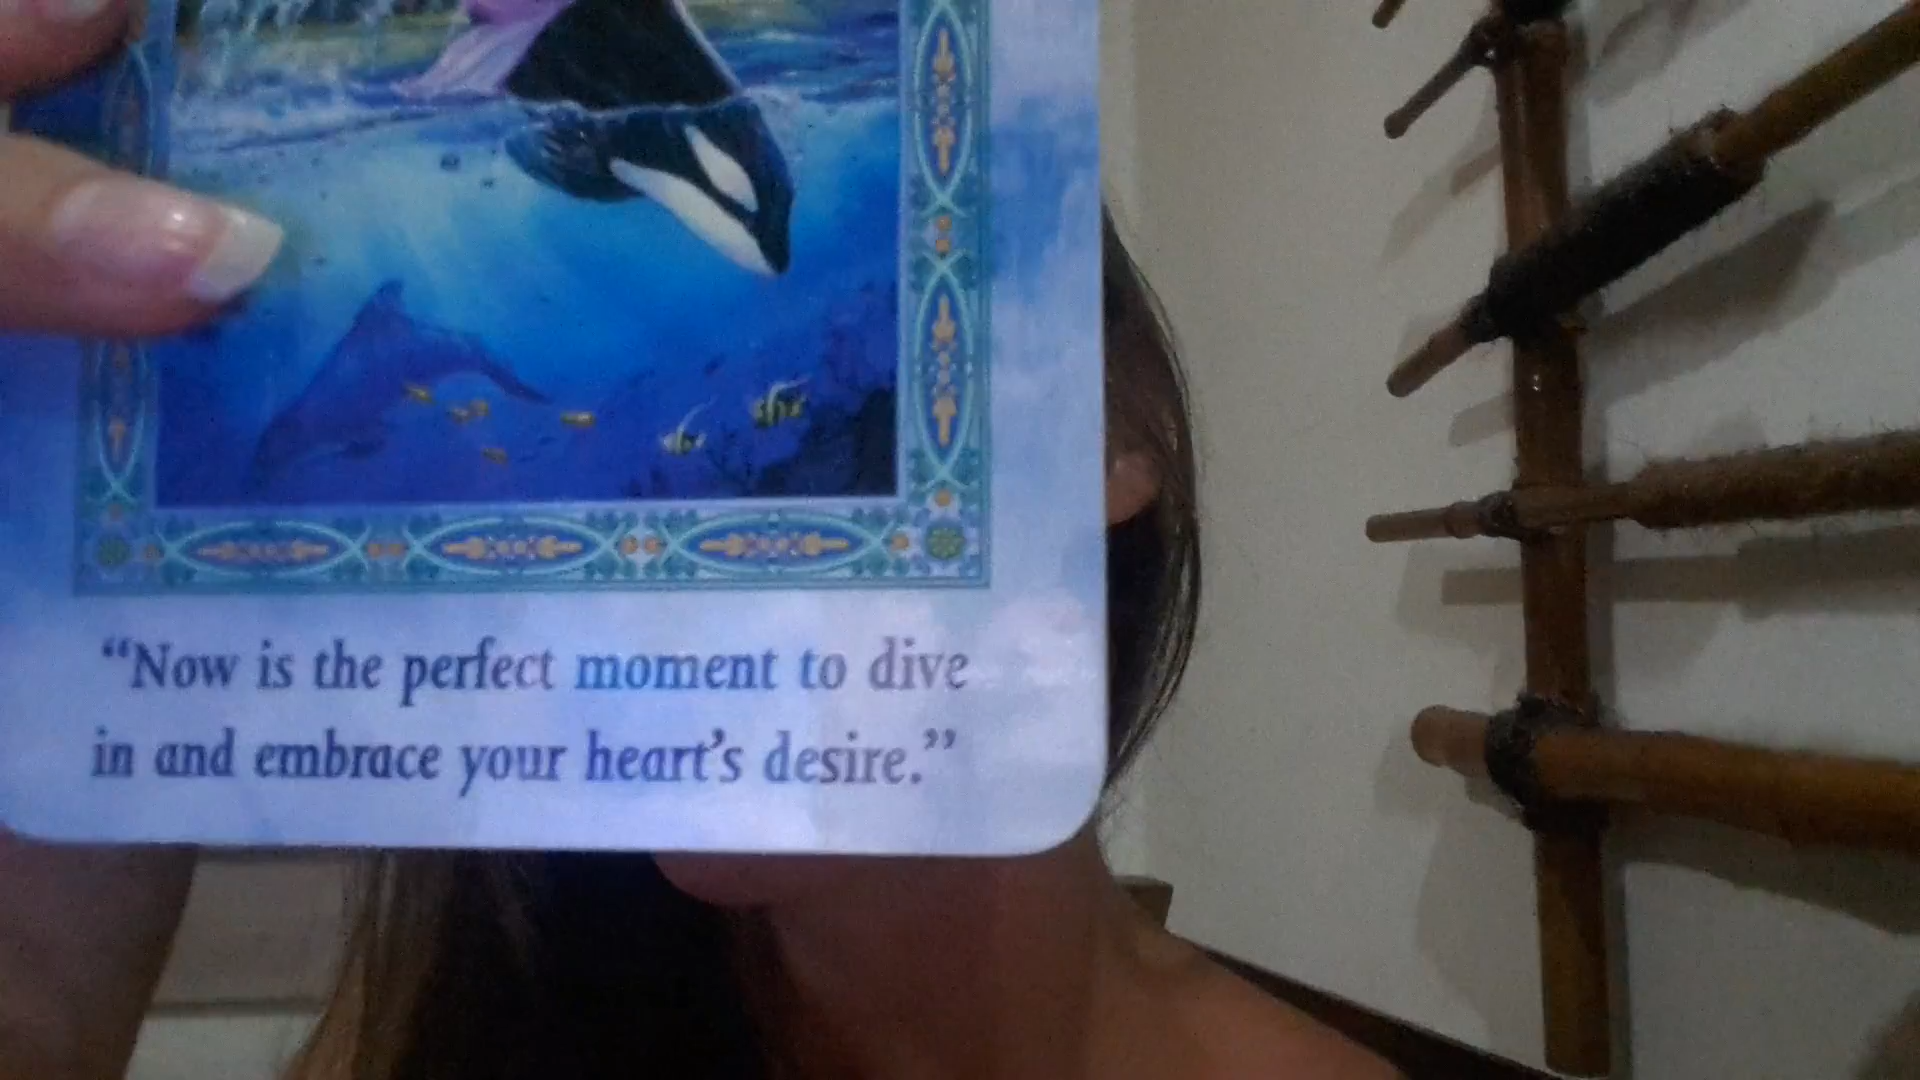 “Now is the perfect moment to dive
in and embrace your heart’s desire.”